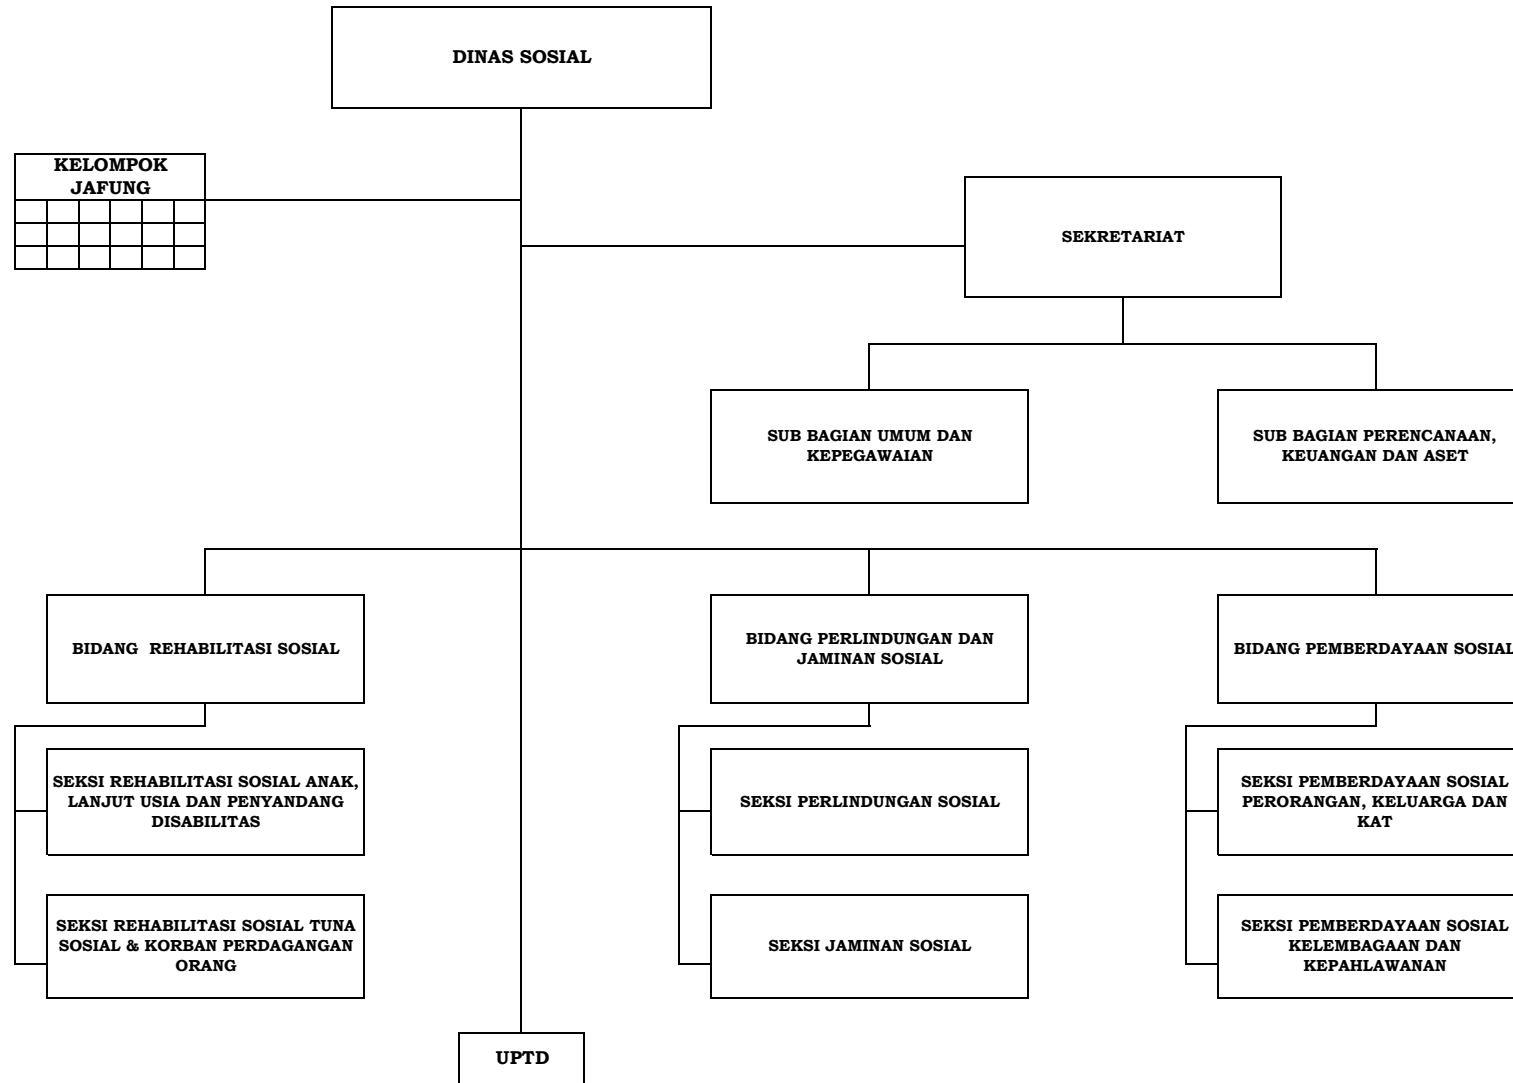 DINAS SOSIAL
KELOMPOK
JAFUNG
SEKRETARIAT
SUB BAGIAN UMUM DAN
KEPEGAWAIAN
SUB BAGIAN PERENCANAAN,
KEUANGAN DAN ASET
BIDANG  REHABILITASI SOSIAL
BIDANG PERLINDUNGAN DAN
JAMINAN SOSIAL
BIDANG PEMBERDAYAAN SOSIAL
SEKSI REHABILITASI SOSIAL ANAK,
LANJUT USIA DAN PENYANDANG
DISABILITAS
SEKSI PERLINDUNGAN SOSIAL
SEKSI PEMBERDAYAAN SOSIAL
PERORANGAN, KELUARGA DAN
KAT
SEKSI REHABILITASI SOSIAL TUNA
SOSIAL & KORBAN PERDAGANGAN
ORANG
SEKSI JAMINAN SOSIAL
SEKSI PEMBERDAYAAN SOSIAL
KELEMBAGAAN DAN
KEPAHLAWANAN
UPTD